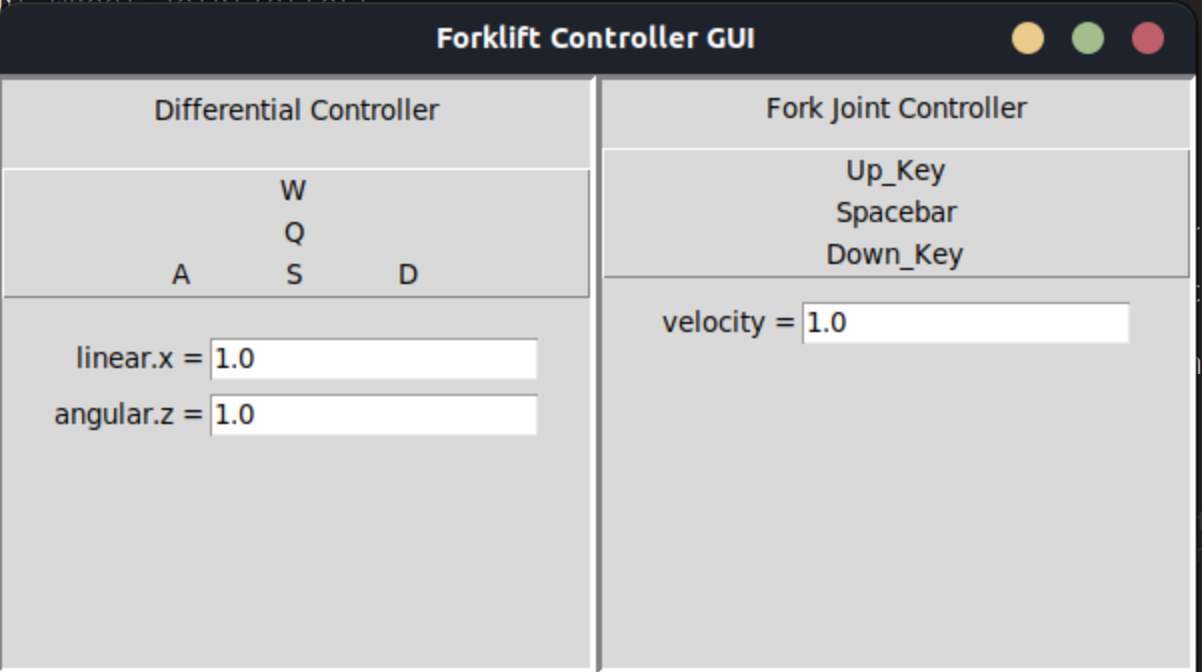 Forklift Controller GUI
Differential Controller
W
Q
A S D
linear.x = 1.0
angular.z = 1.0
Fork Joint Controller
Up_Key
Spacebar
Down_Key
velocity = 1.0